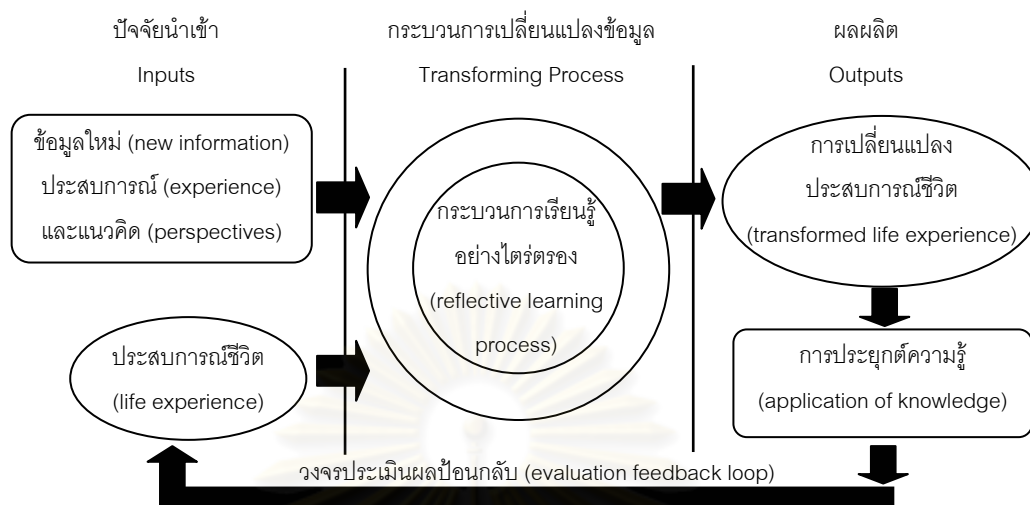 ปัจจัยนำเข้า
Inputs
กระบวนการเปลี่ยนแปลงข้อมูล
Transforming Process
ผลผลิต
Outputs
ข้อมูลใหม่ (new information)
ประสบการณ์ (experience)
และแนวคิด (perspectives)
ประสบการณ์ชีวิต
(life experience)
กระบวนการเรียนรู้
อย่างไตร่ตรอง
(reflective learning
process)
การเปลี่ยนแปลง
ประสบการณ์ชีวิต
(transformed life experience)
การประยุกต์ความรู้
(application of knowledge)
วงจรประเมินผลป้อนกลับ (evaluation feedback loop)